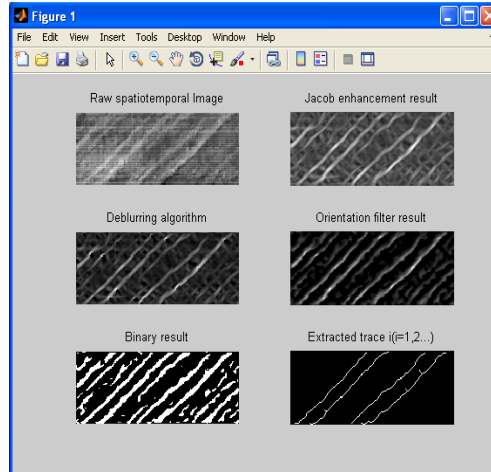 Figure 1
File Edit View Insert Tools Desktop Window Help
Raw spatiotemporal Image
Jacob enhancement result
Deblurring algorithm
Orientation filter result
Binary result
Extracted trace i(i=1,2...)